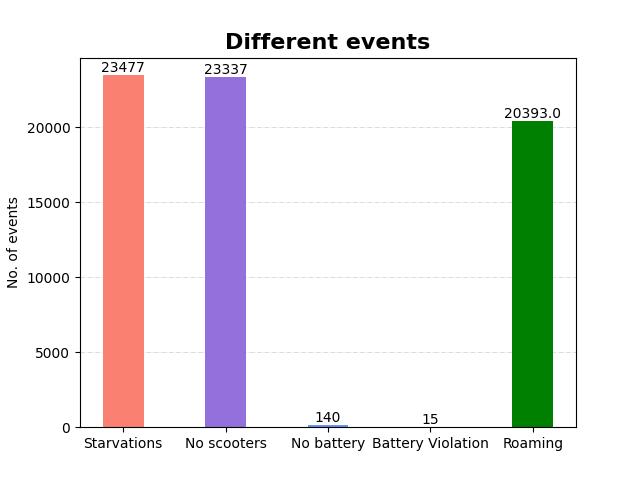 Different events
23477
23337
140
15
20393.0
No. of events
20000
15000
10000
5000
0
Starvations
No scooters
No battery
Battery Violation
Roaming